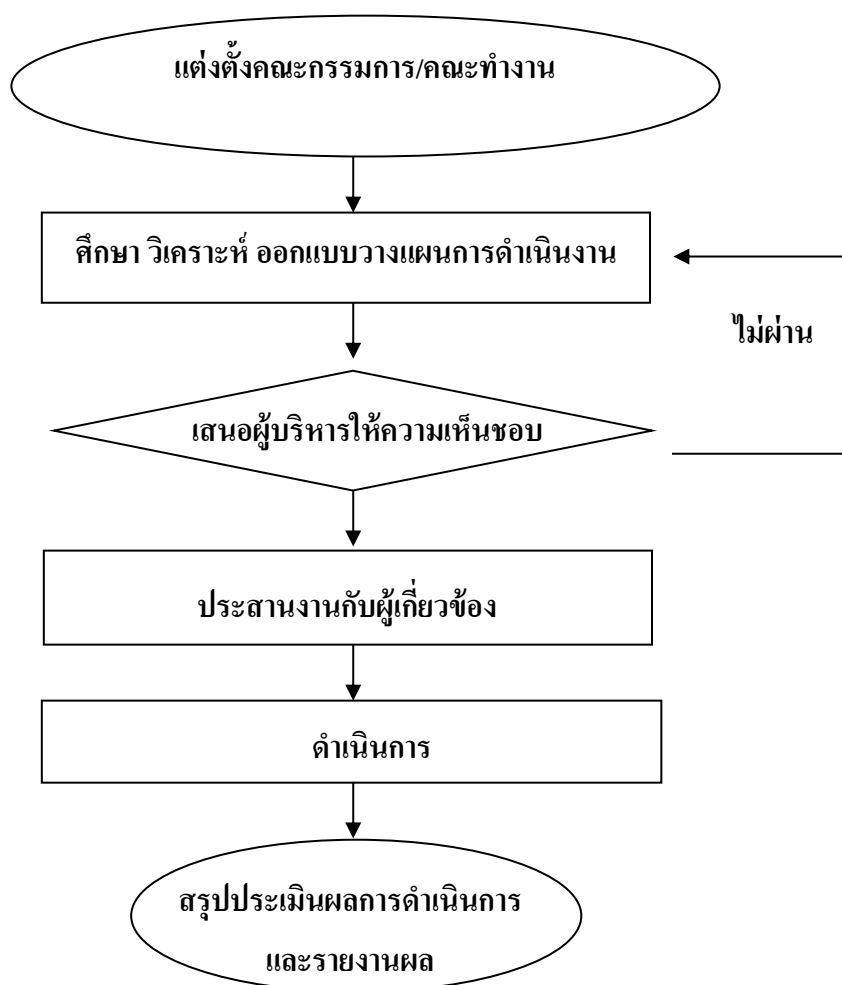 แต่งตั้งคณะกรรมการ/คณะทำงาน
ศึกษา วิเคราะห์ ออกแบบวางแผนการดำเนินงาน
ไม่ผ่าน
เสนอผู้บริหารให้ความเห็นชอบ
ประสานงานกับผู้เกี่ยวข้อง
ดำเนินการ
สรุปประเมินผลการดำเนินการ
และรายงานผล